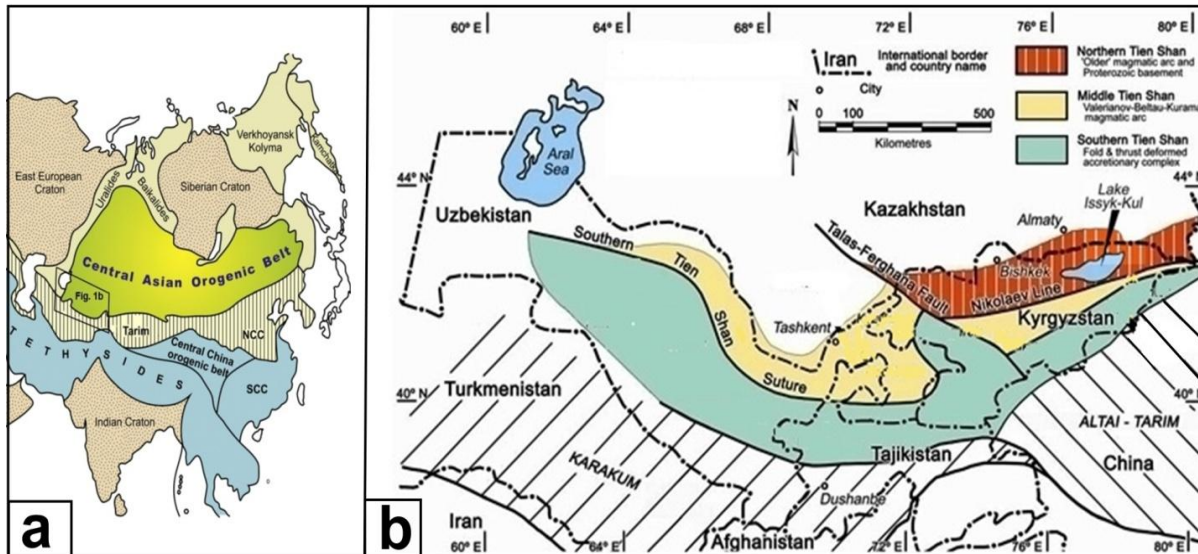 East European
Craton
Uralides
Baikalides
Siberian Craton
Verkhoyansk
Kolyma
Kamchatka
Central Asian Orogenic Belt
Fig. 1b
Tarim
NCC
TETHYSIDES
Central China
orogenic belt
SCC
Indian Craton
a
60° E
64° E
68° E
72° E
76° E
80° E
Iran
International border
and country name
City
N
0
100
500
Kilometres
Northern Tien Shan
'Older' magmatic arc and
Proterozoic basement
Middle Tien Shan
Valerianov-Beltau-Kurama
magmatic arc
Southern Tien Shan
Fold & thrust deformed
accretionary complex
Aral
Sea
44° N
44° N
Uzbekistan
Kazakhstan
Almaty
Lake
Issyk-Kul
Southern
Tien
Shan
Suture
Talas-Ferghana Fault
Bishkek
Nikolaev Line
Kyrgyzstan
Tashkent
Turkmenistan
40° N
40° N
ALTAI - TARIM
KARAKUM
Tajikistan
China
Dushanbe
Iran
Afghanistan
b
60° E
64° E
72° E
76° E
80° E